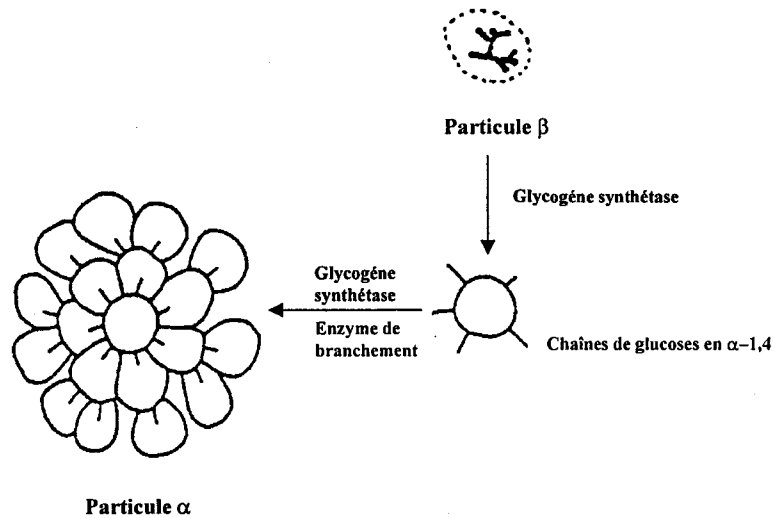 Particule β
Glycogéne synthétase
Glycogéne
synthétase
Enzyme de
branchement
Chaînes de glucoses en α–1,4
Particule α